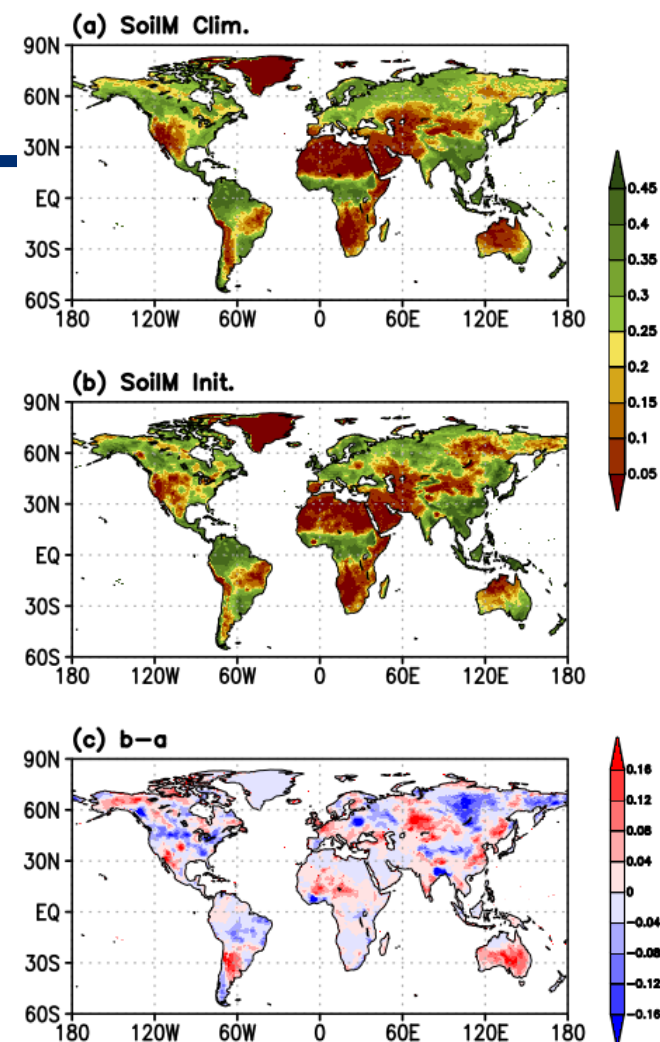 (a) SoilM Clim.
90N
60N
30N
EQ
30S
60S
180 120W 60W 0 60E 120E 180
(b) SoilM Init.
90N
60N
30N
EQ
30S
60S
180 120W 60W 0 60E 120E 180
(c) b-a
90N
60N
30N
EQ
30S
60S
180 120W 60W 0 60E 120E 180
0.45
0.4
0.35
0.3
0.25
0.2
0.15
0.1
0.05
0.16
0.12
0.08
0.04
0
-0.04
-0.08
-0.12
-0.16